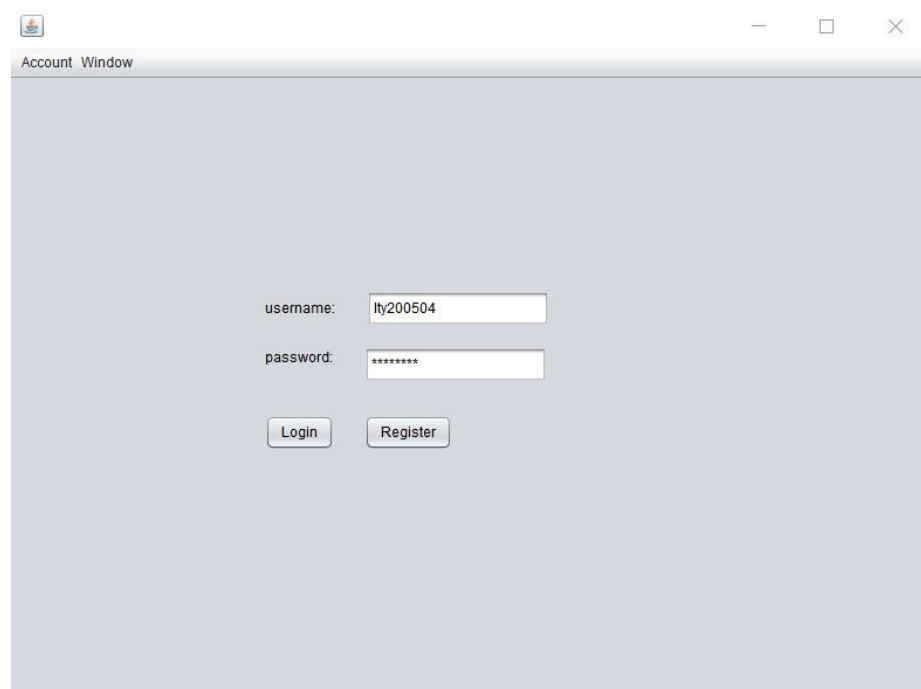 Account Window
username: lty200504
password: ********
Login Register